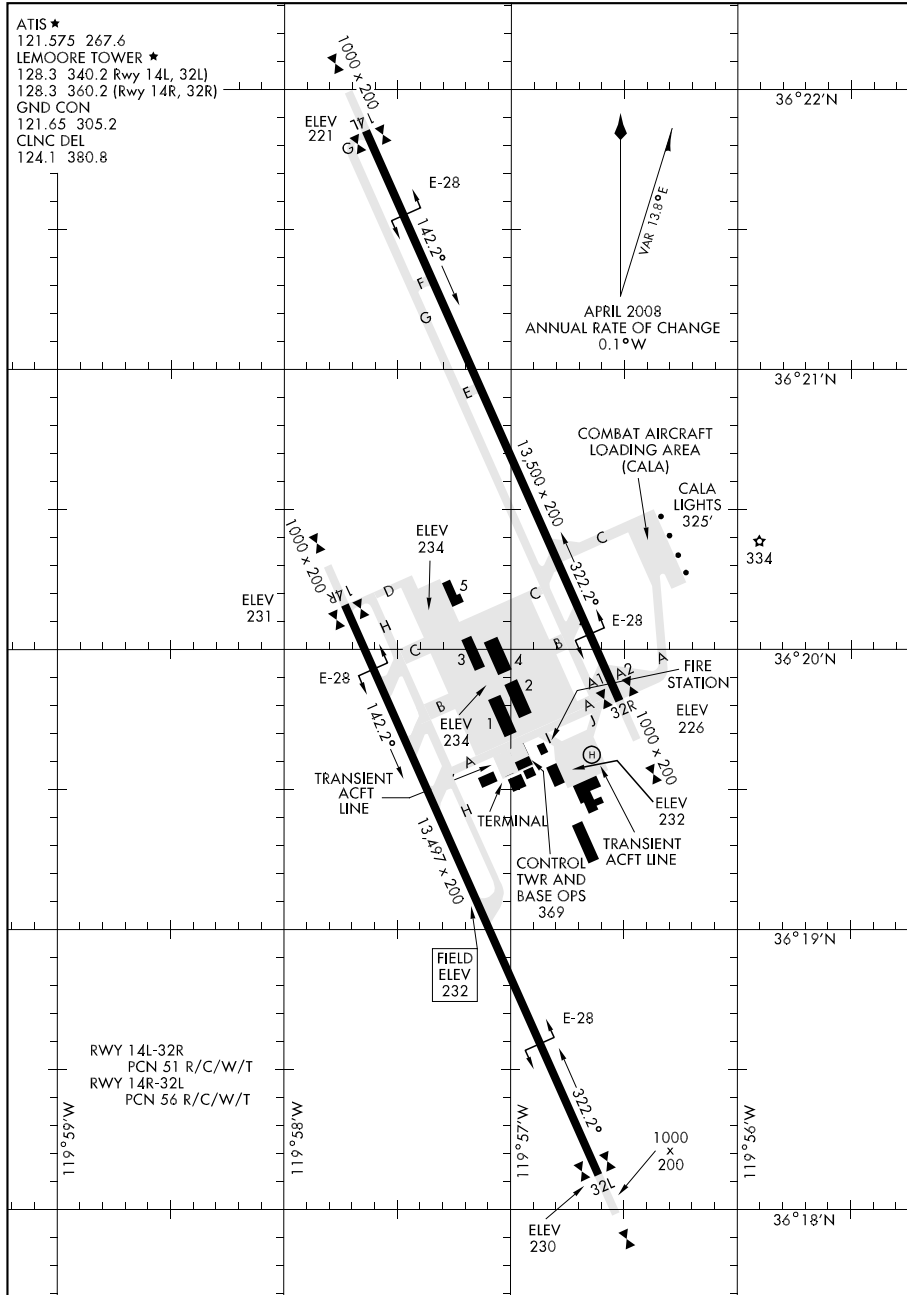 ATIS ★
121.575 267.6
LEMOORE TOWER ★
128.3 340.2 Rwy 14L, 32L)
128.3 360.2 (Rwy 14R, 32R)
GND CON
121.65 305.2
CLNC DEL
124.1 380.8
1000 x 200
36°22'N
ELEV
221
14L
G
E-28
142.2°
VAR 13.8°E
F
G
APRIL 2008
ANNUAL RATE OF CHANGE
0.1°W
36°21'N
E
COMBAT AIRCRAFT
LOADING AREA
(CALA)
13,500 x 200
CALA
LIGHTS
325'
1000 x 200
ELEV
234
C
334
322.2°
ELEV
231
14R
D
5
C
E-28
H
B
36°20'N
C
3
4
A
E-28
FIRE
STATION
A1
A2
2
142.2°
B
1
ELEV
234
A
32R
ELEV
226
J
I
H
1000 x 200
A
TRANSIENT
ACFT
LINE
ELEV
232
H
TERMINAL
TRANSIENT
ACFT LINE
13,497 x 200
CONTROL
TWR AND
BASE OPS
369
36°19'N
FIELD
ELEV
232
E-28
RWY 14L-32R
PCN 51 R/C/W/T
RWY 14R-32L
PCN 56 R/C/W/T
322.2°
119°59'W
119°58'W
119°57'W
119°56'W
1000
x
200
32L
36°18'N
ELEV
230